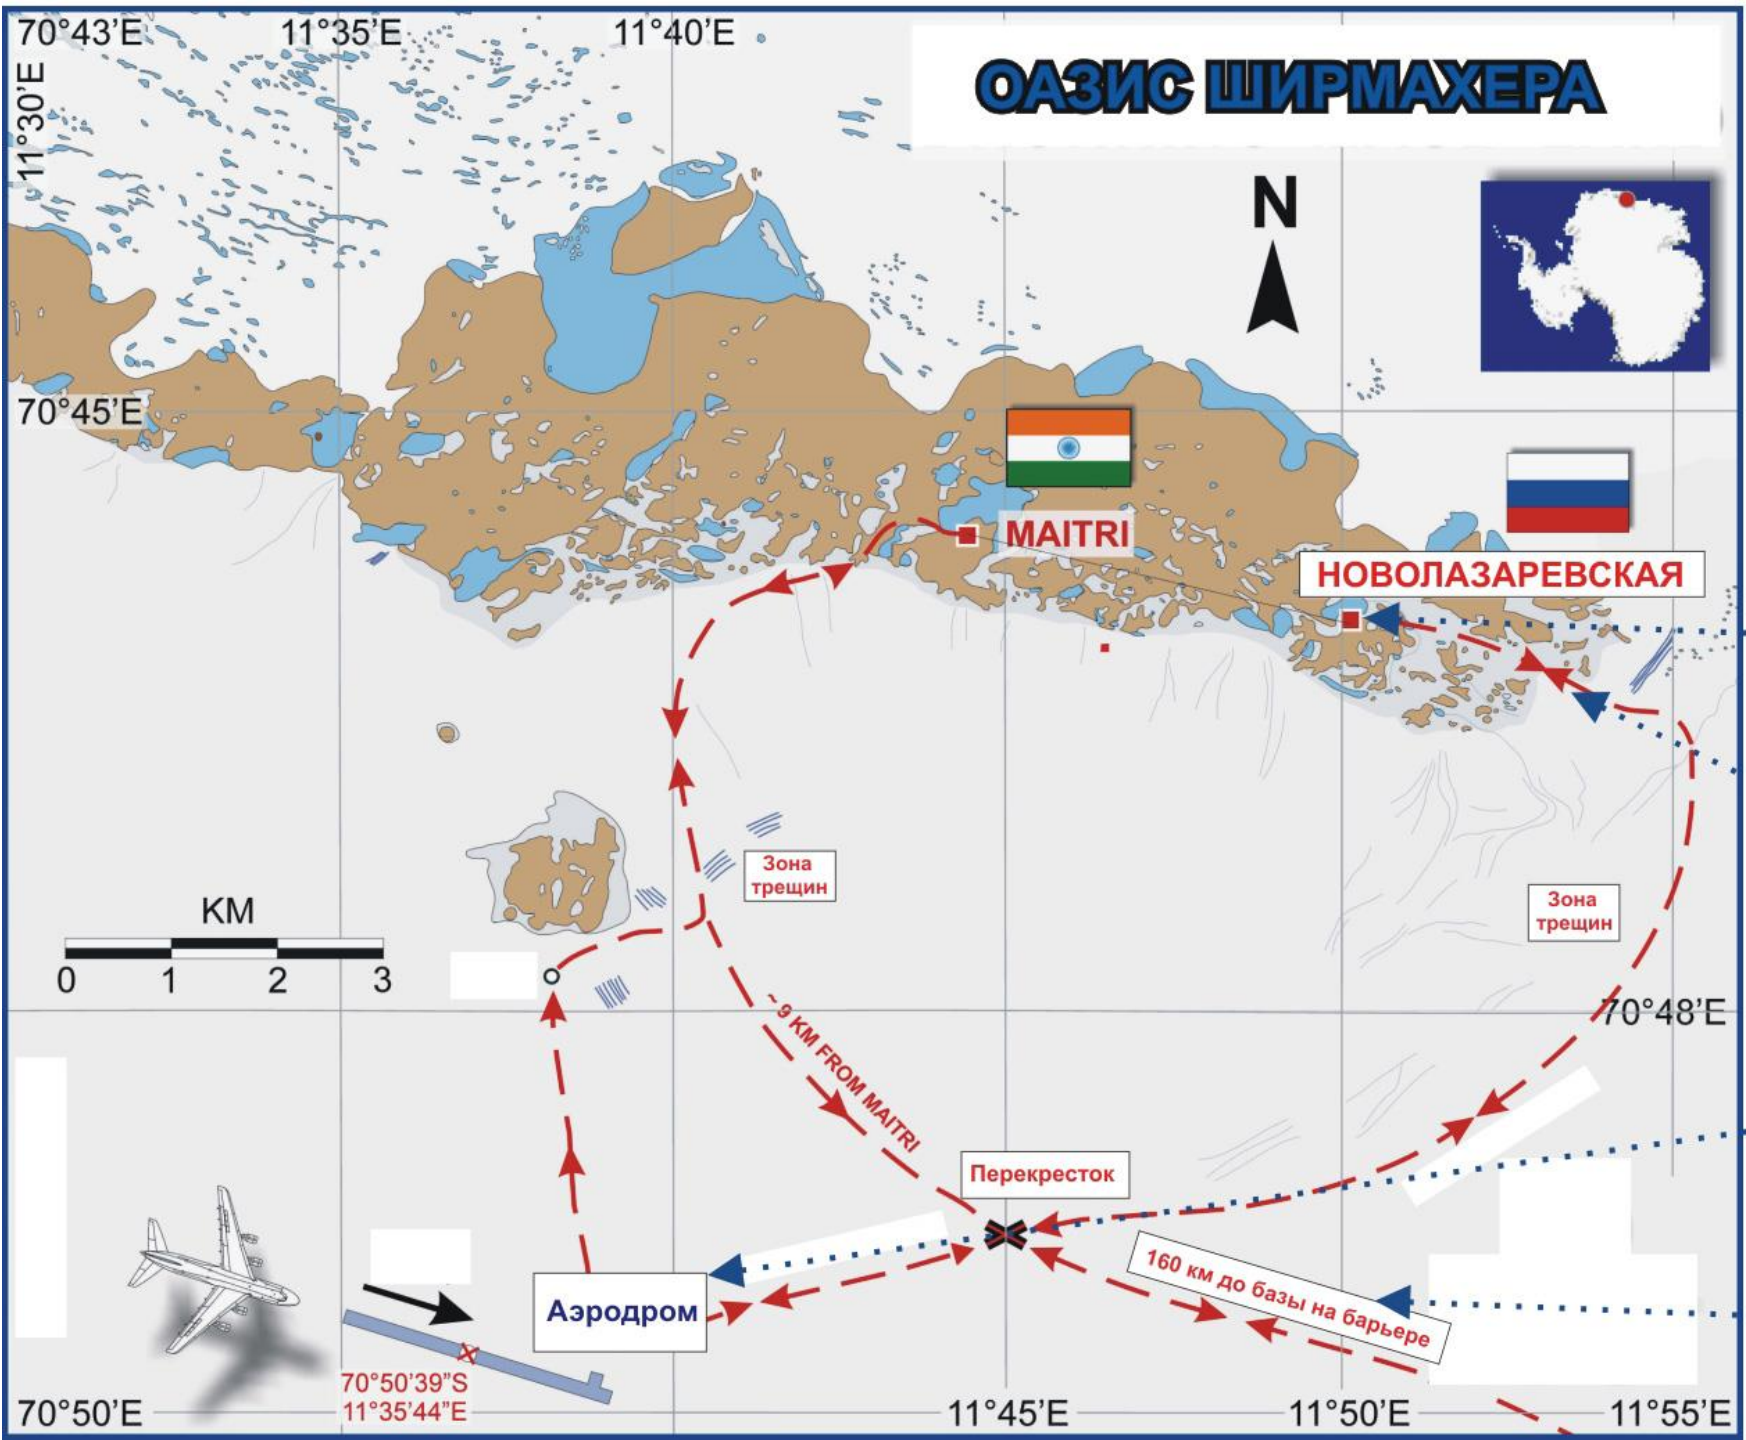 70°43’E
11°35’E
11°40’E
11°30’E
ОАЗИС ШИРМАХЕРА
N
70°45’E
MAITRI
НОВОЛАЗАРЕВСКАЯ
Зона
трещин
Зона
трещин
KM
0 1 2 3
~ 9 KM FROM MAITRI
70°48’E
Перекресток
160 км до базы на барьере
Аэродром
70°50’39”S
11°35’44”E
70°50’E
11°45’E
11°50’E
11°55’E